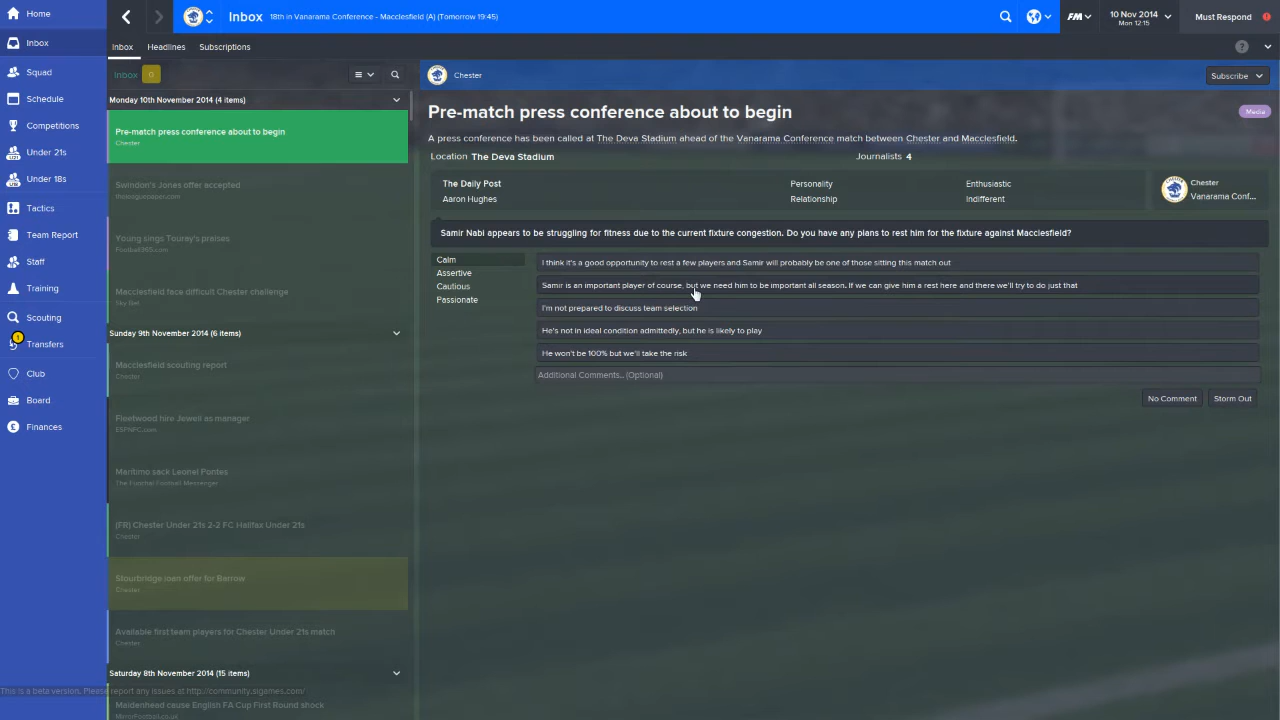 Home
Inbox
Squad
Schedule
Competitions
Under 21s
Under 18s
Tactics
Team Report
Staff
Training
Scouting
1
Transfers
Club
Board
Finances
Inbox
18th in Vanarama Conference - Macclesfield (A) (Tomorrow 19:45)
FM
10 Nov 2014
Mon 12:15
Must Respond
Inbox
Headlines
Subscriptions
Inbox 0
Monday 10th November 2014 (4 items)
Pre-match press conference about to begin
Chester
Swindon's Jones offer accepted
theleaguepaper.com
Young sings Touray's praises
Football365.com
Macclesfield face difficult Chester challenge
Sky Bet
Sunday 9th November 2014 (6 items)
Macclesfield scouting report
Chester
Fleetwood hire Jewell as manager
ESPNFC.com
Marítimo sack Leonel Pontes
The Funchal Football Messenger
(FR) Chester Under 21s 2-2 FC Halifax Under 21s
Chester
Stourbridge loan offer for Barrow
Chester
Available first team players for Chester Under 21s match
Chester
Saturday 8th November 2014 (15 items)
This is a beta version. Please report any issues at http://community.sigames.com/
Maidenhead cause English FA Cup First Round shock
MirrorFootball.co.uk
Chester
Subscribe
Pre-match press conference about to begin
Media
A press conference has been called at The Deva Stadium ahead of the Vanarama Conference match between Chester and Macclesfield.
Location The Deva Stadium
Journalists 4
The Daily Post
Personality
Enthusiastic
Aaron Hughes
Relationship
Indifferent
Chester
Vanarama Conf...
Samir Nabi appears to be struggling for fitness due to the current fixture congestion. Do you have any plans to rest him for the fixture against Macclesfield?
Calm
Assertive
Cautious
Passionate
I think it's a good opportunity to rest a few players and Samir will probably be one of those sitting this match out
Samir is an important player of course, but we need him to be important all season. If we can give him a rest here and there we'll try to do just that
I'm not prepared to discuss team selection
He's not in ideal condition admittedly, but he is likely to play
He won't be 100% but we'll take the risk
Additional Comments... (Optional)
No Comment
Storm Out